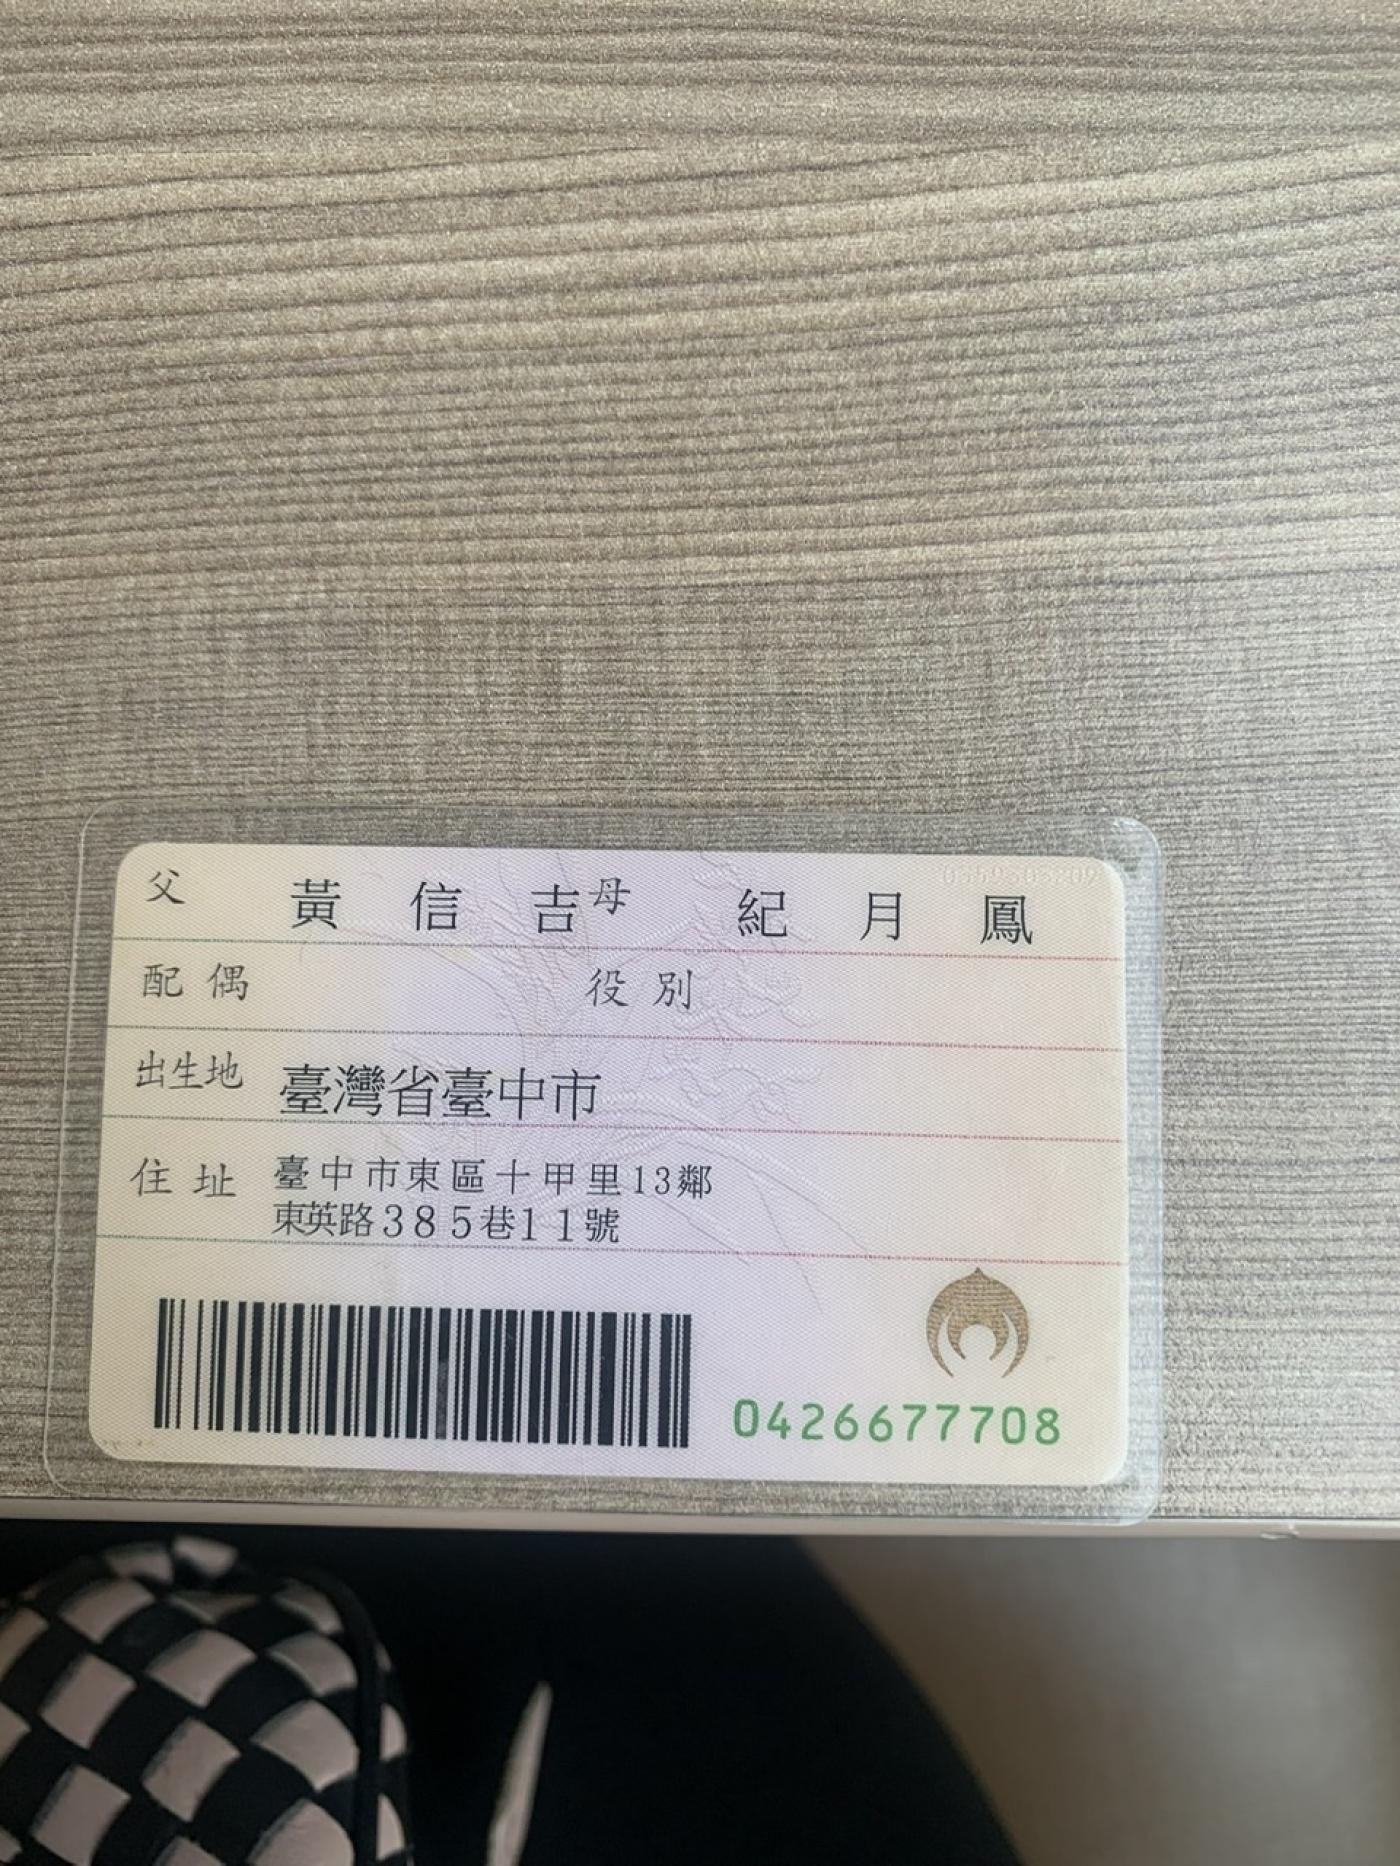 父 黃信吉 母 紀月鳳
配偶 役別
出生地 臺灣省臺中市
住址 臺中市東區十甲里13鄰
東英路385巷11號
0426677708